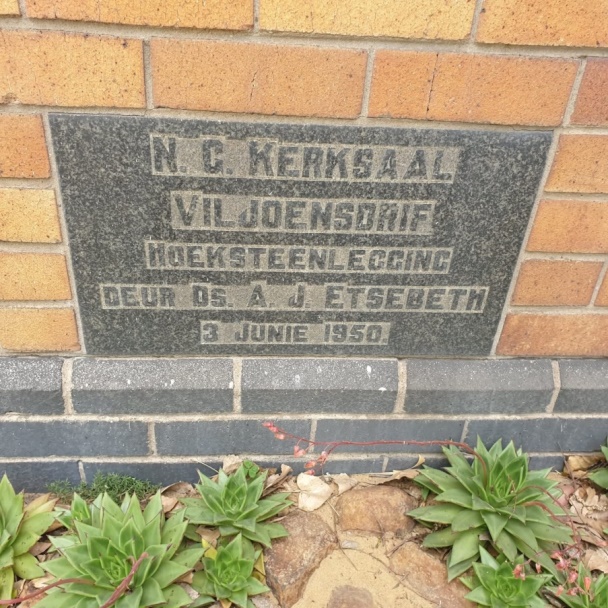 N. G. KERKSAAL
VILJOENSDRIF
HOEKSTEENLEGGING
DEUR DS. A. J. ETSEBETH
3 JUNIE 1950.